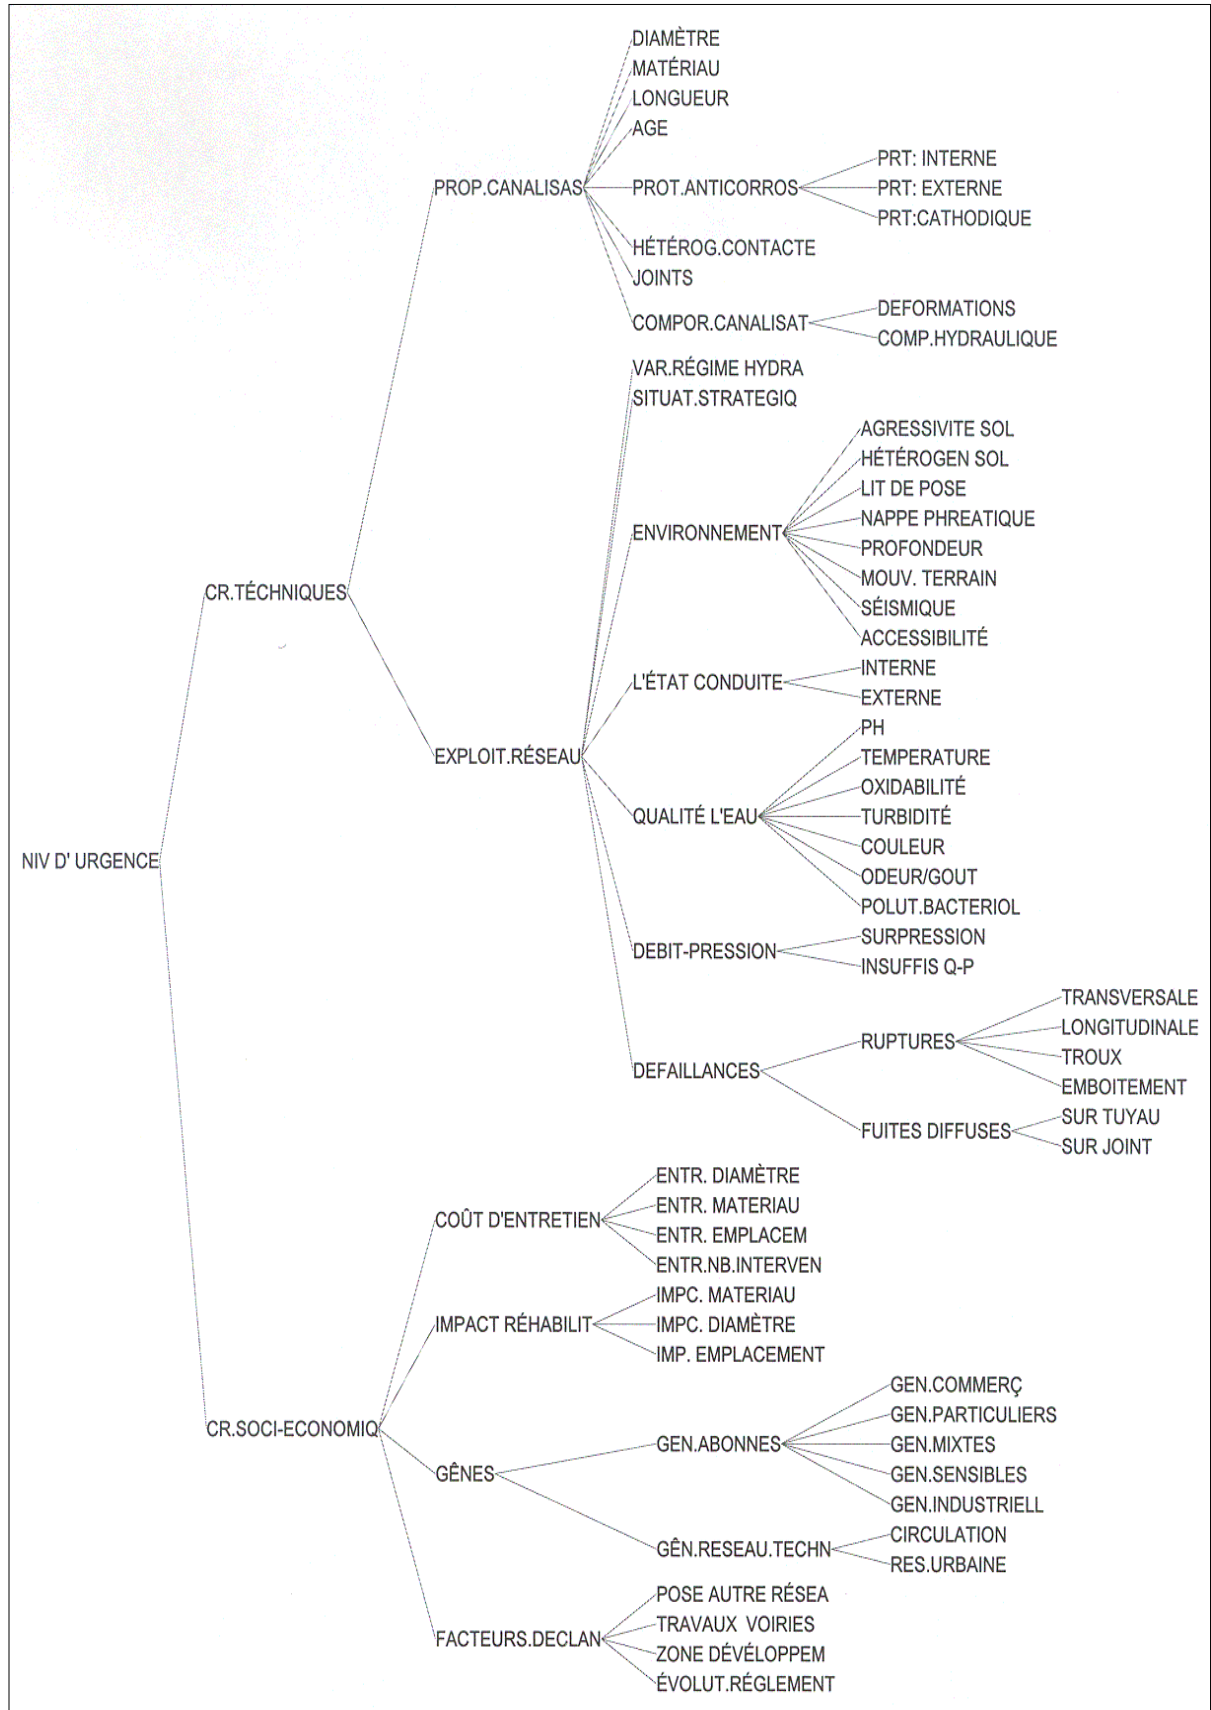 DIAMÈTRE
MATÉRIAU
LONGUEUR
AGE
PRT: INTERNE
PROP.CANALISAS PROT.ANTICORROS PRT: EXTERNE
PRT:CATHODIQUE
HÉTÉROG.CONTACTE
JOINTS
DEFORMATIONS
COMPOR.CANALISAT
COMP.HYDRAULIQUE
VAR.RÉGIME HYDRA
SITUAT.STRATEGIQ
AGRESSIVITE SOL
HÉTÉROGEN SOL
LIT DE POSE
NAPPE PHREATIQUE
ENVIRONNEMENT
PROFONDEUR
MOUV. TERRAIN
CR.TÉCHNIQUES
SÉISMIQUE
ACCESSIBILITÉ
INTERNE
L'ÉTAT CONDUITE
EXTERNE
PH
EXPLOIT.RÉSEAU TEMPERATURE
OXIDABILITÉ
QUALITÉ L'EAU TURBIDITÉ
COULEUR
NIV D' URGENCE
ODEUR/GOUT
POLUT.BACTERIOL
SURPRESSION
DEBIT-PRESSION
INSUFFIS Q-P
TRANSVERSALE
LONGITUDINALE
RUPTURES
TROUX
DEFAILLANCES
EMBOITEMENT
SUR TUYAU
FUITES DIFFUSES
SUR JOINT
ENTR. DIAMÈTRE
ENTR. MATERIAU
COÛT D'ENTRETIEN
ENTR. EMPLACEM
ENTR.NB.INTERVEN
IMPC. MATERIAU
IMPACT RÉHABILIT IMPC. DIAMÈTRE
IMP. EMPLACEMENT
GEN.COMMERÇ
GEN.PARTICULIERS
CR.SOCI-ECONOMIQ
GEN.ABONNES GEN.MIXTES
GÊNES GEN.SENSIBLES
GEN.INDUSTRIELL
CIRCULATION
GÊN.RESEAU.TECHN
RES.URBAINE
POSE AUTRE RÉSEA
TRAVAUX VOIRIES
FACTEURS.DECLAN
ZONE DÉVÉLOPPEM
ÉVOLUT.RÉGLEMENT